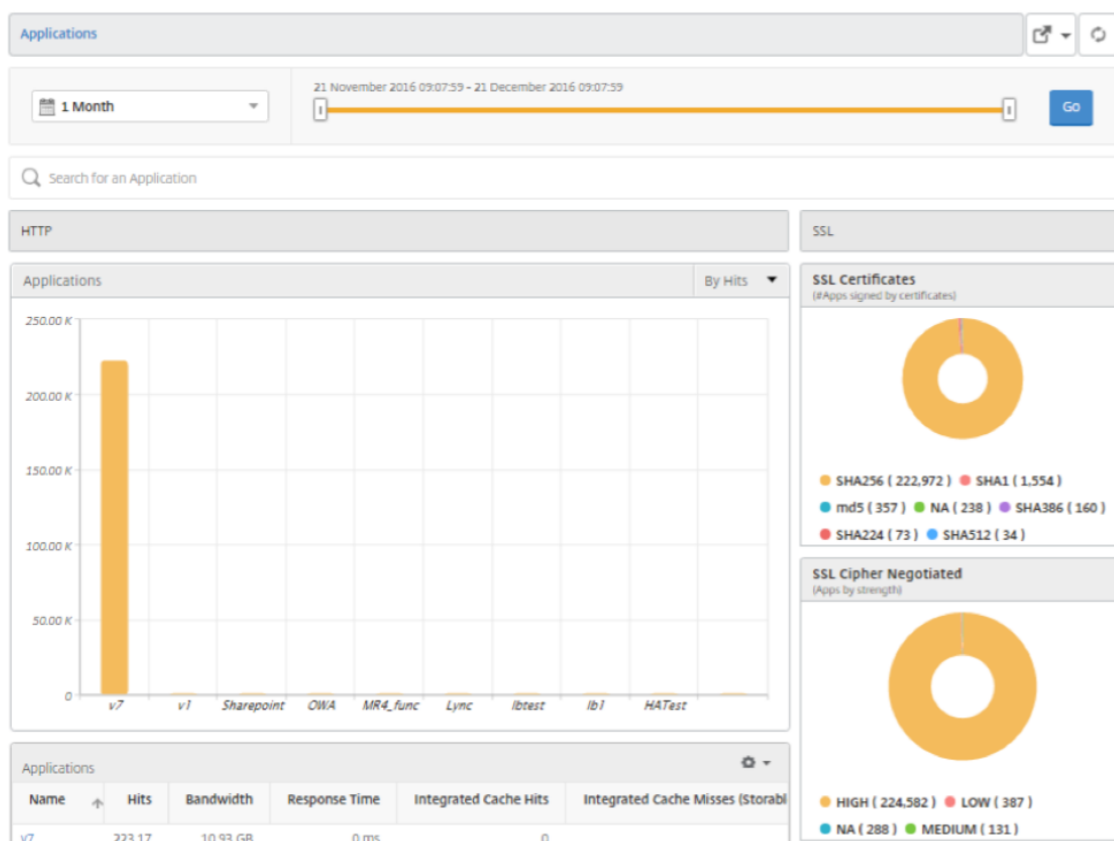 Applications
1 Month
21 November 2016 09:07:59 - 21 December 2016 09:07:59
Go
Search for an Application
HTTP
Applications
By Hits
250.00 K
200.00 K
150.00 K
100.00 K
50.00 K
0
v7 v1 Sharepoint OWA MR4_func Lync lbtest lb1 HATest
Applications
Name Hits Bandwidth Response Time Integrated Cache Hits Integrated Cache Misses (Storabl
v7 223.17 10.93 GB 0 ms 0
SSL
SSL Certificates
(#Apps signed by certificates)
SHA256 ( 222,972 ) SHA1 ( 1,554 )
md5 ( 357 ) NA ( 238 ) SHA386 ( 160 )
SHA224 ( 73 ) SHA512 ( 34 )
SSL Cipher Negotiated
(Apps by strength)
HIGH ( 224,582 ) LOW ( 387 )
NA ( 288 ) MEDIUM ( 131 )